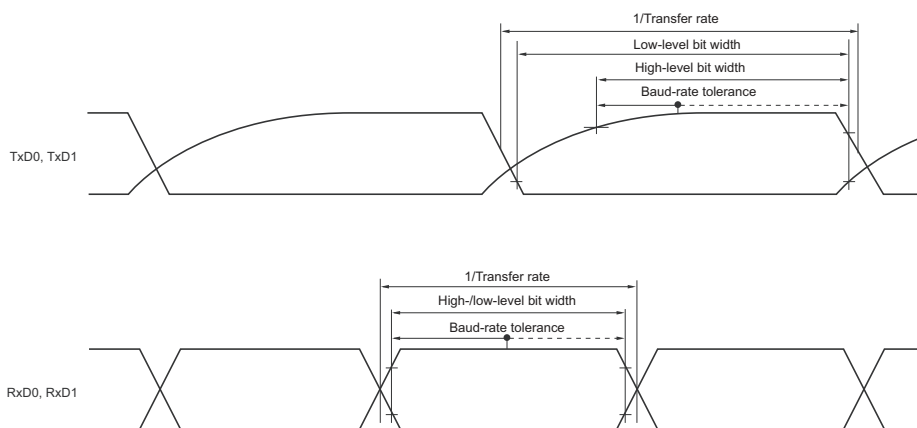 1/Transfer rate
Low-level bit width
High-level bit width
Baud-rate tolerance
TxD0, TxD1
1/Transfer rate
High-/low-level bit width
Baud-rate tolerance
RxD0, RxD1